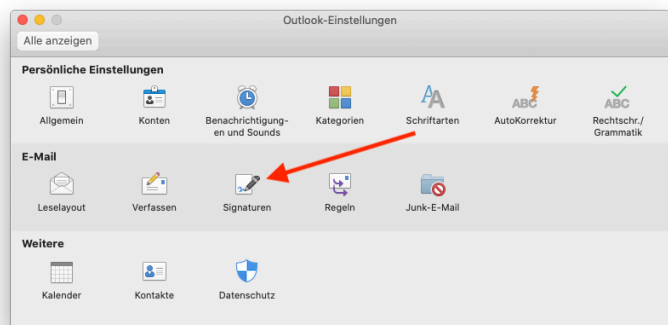 Outlook-Einstellungen
Alle anzeigen
Persönliche Einstellungen
Allgemein
Konten
Benachrichtigung-
en und Sounds
Kategorien
Schriftarten
AutoKorrektur
Rechtschr./
Grammatik
E-Mail
Leselayout
Verfassen
Signaturen
Regeln
Junk-E-Mail
Weitere
Kalender
Kontakte
Datenschutz